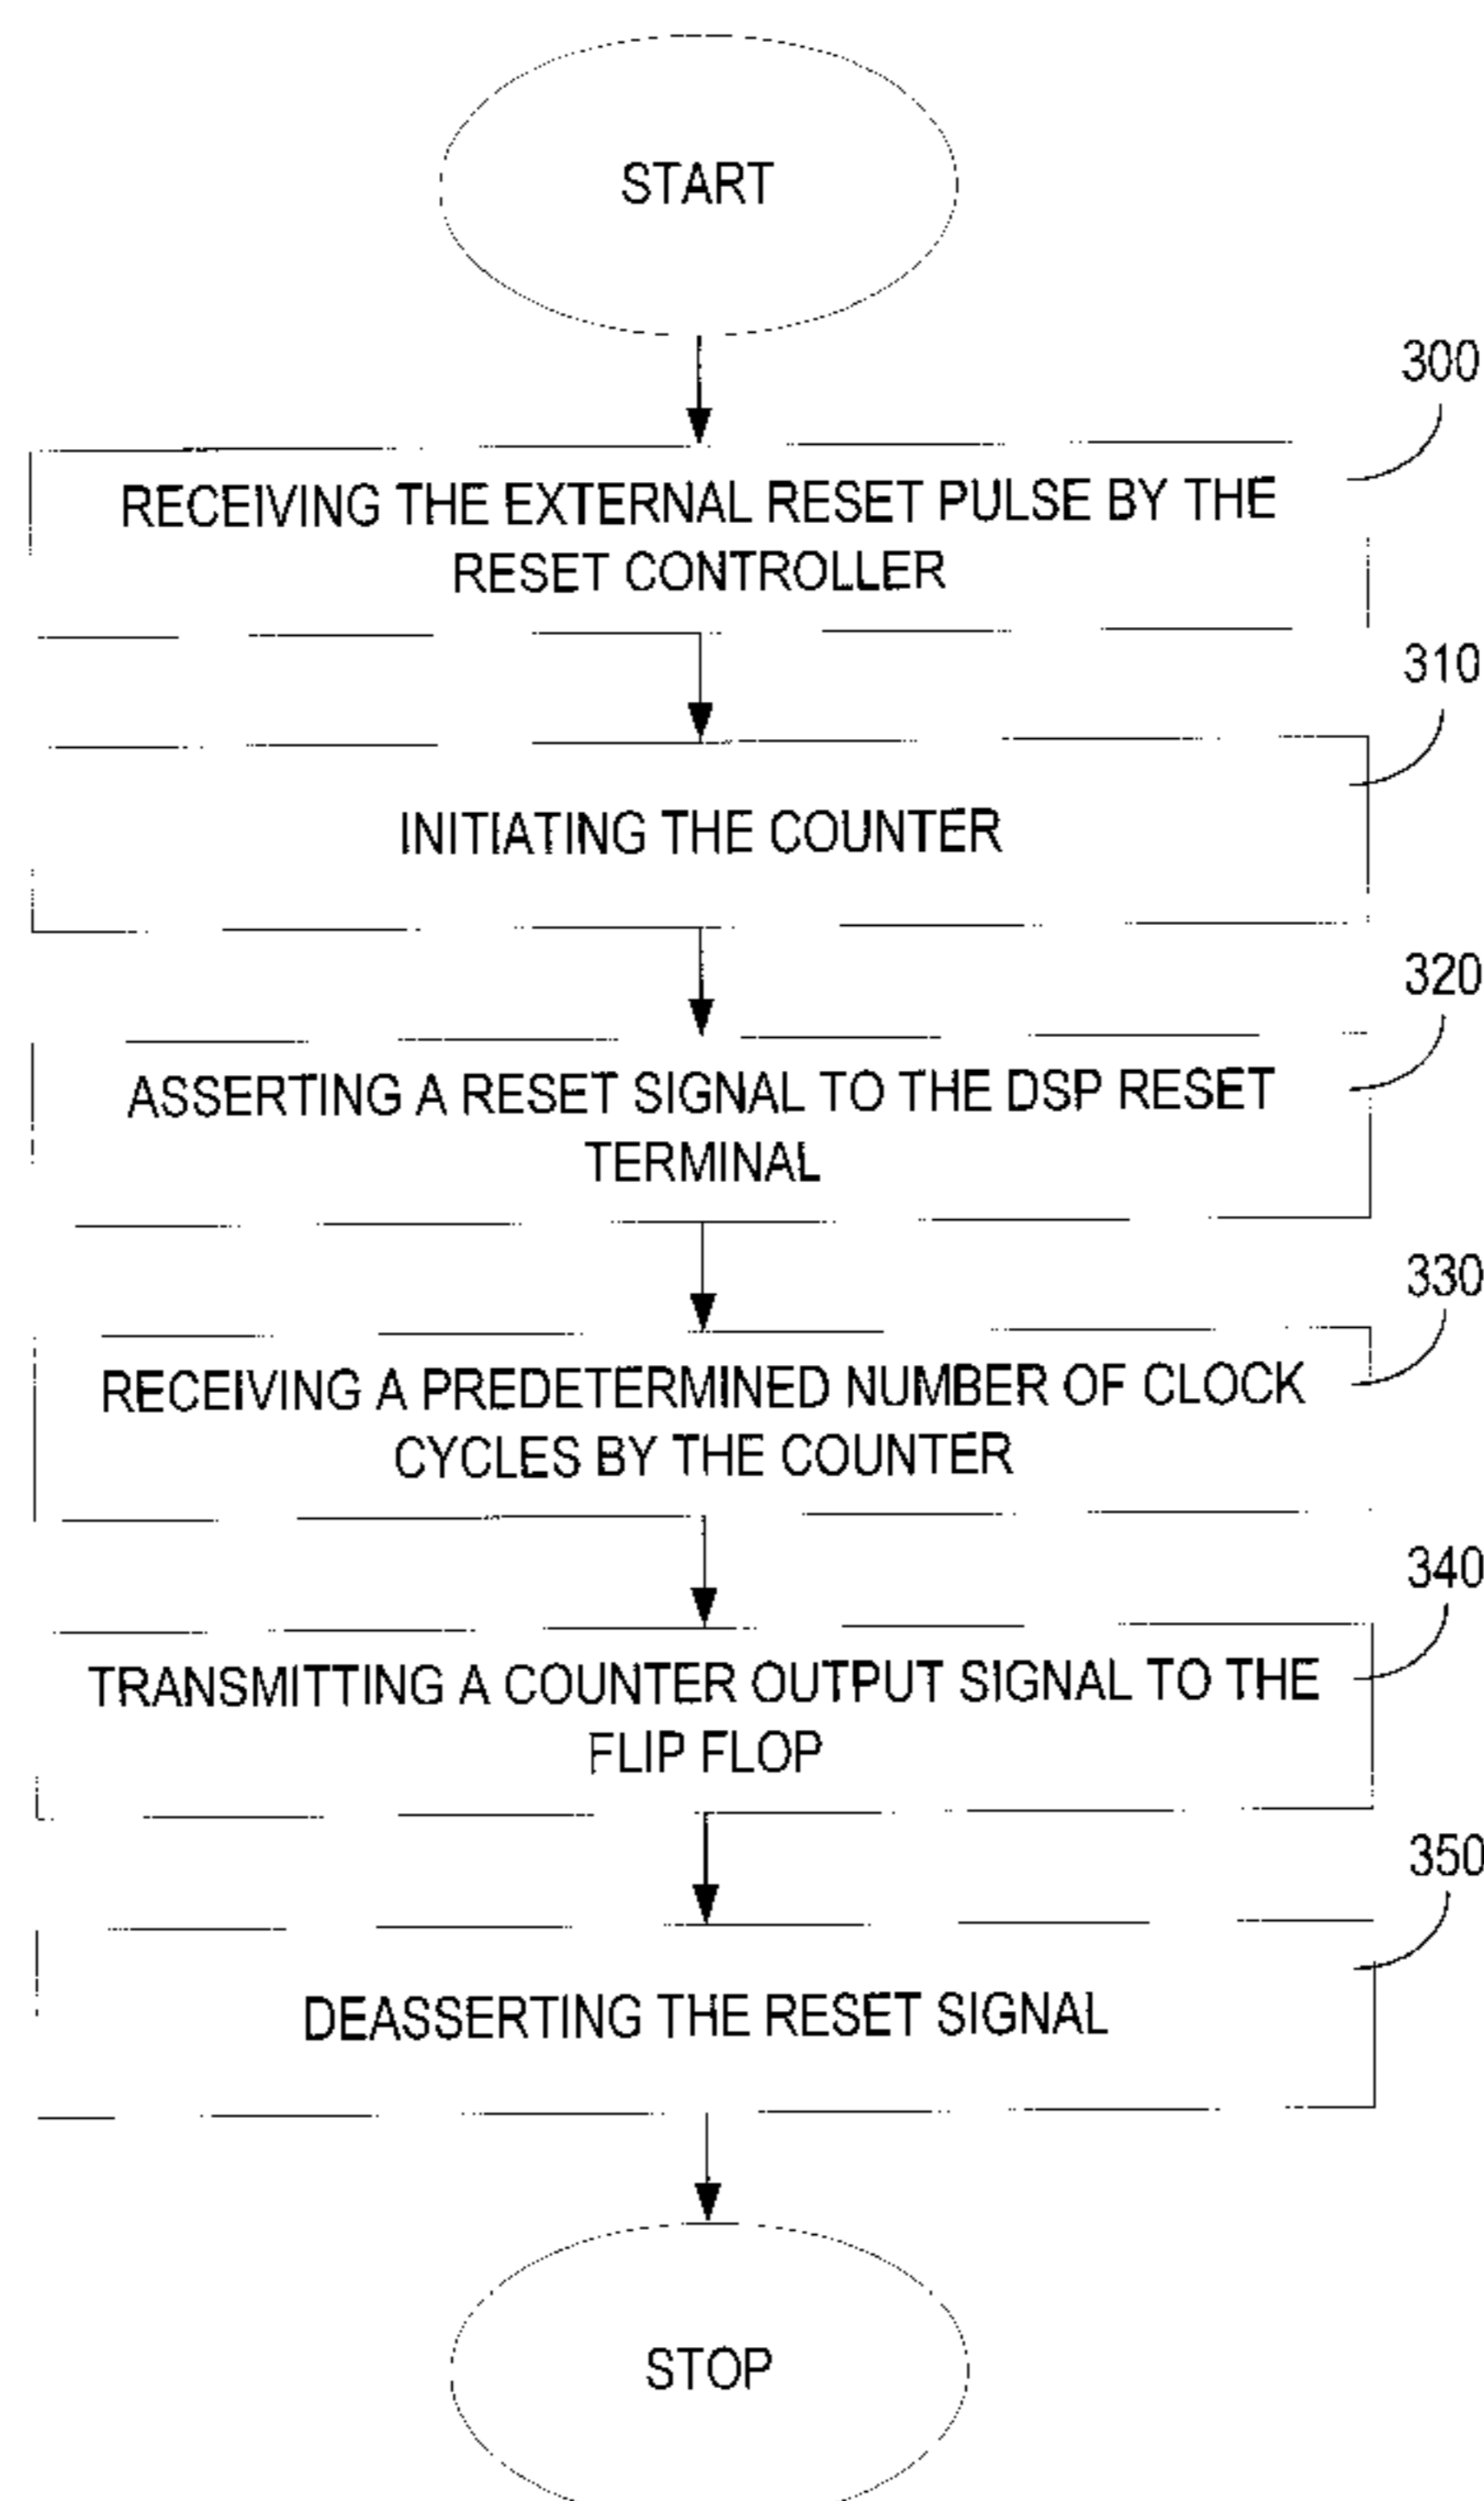 START
300
RECEIVING THE EXTERNAL RESET PULSE BY THE
RESET CONTROLLER
310
INITIATING THE COUNTER
320
ASSERTING A RESET SIGNAL TO THE DSP RESET
TERMINAL
330
RECEIVING A PREDETERMINED NUMBER OF CLOCK
CYCLES BY THE COUNTER
340
TRANSMITTING A COUNTER OUTPUT SIGNAL TO THE
FLIP FLOP
350
DEASSERTING THE RESET SIGNAL
STOP